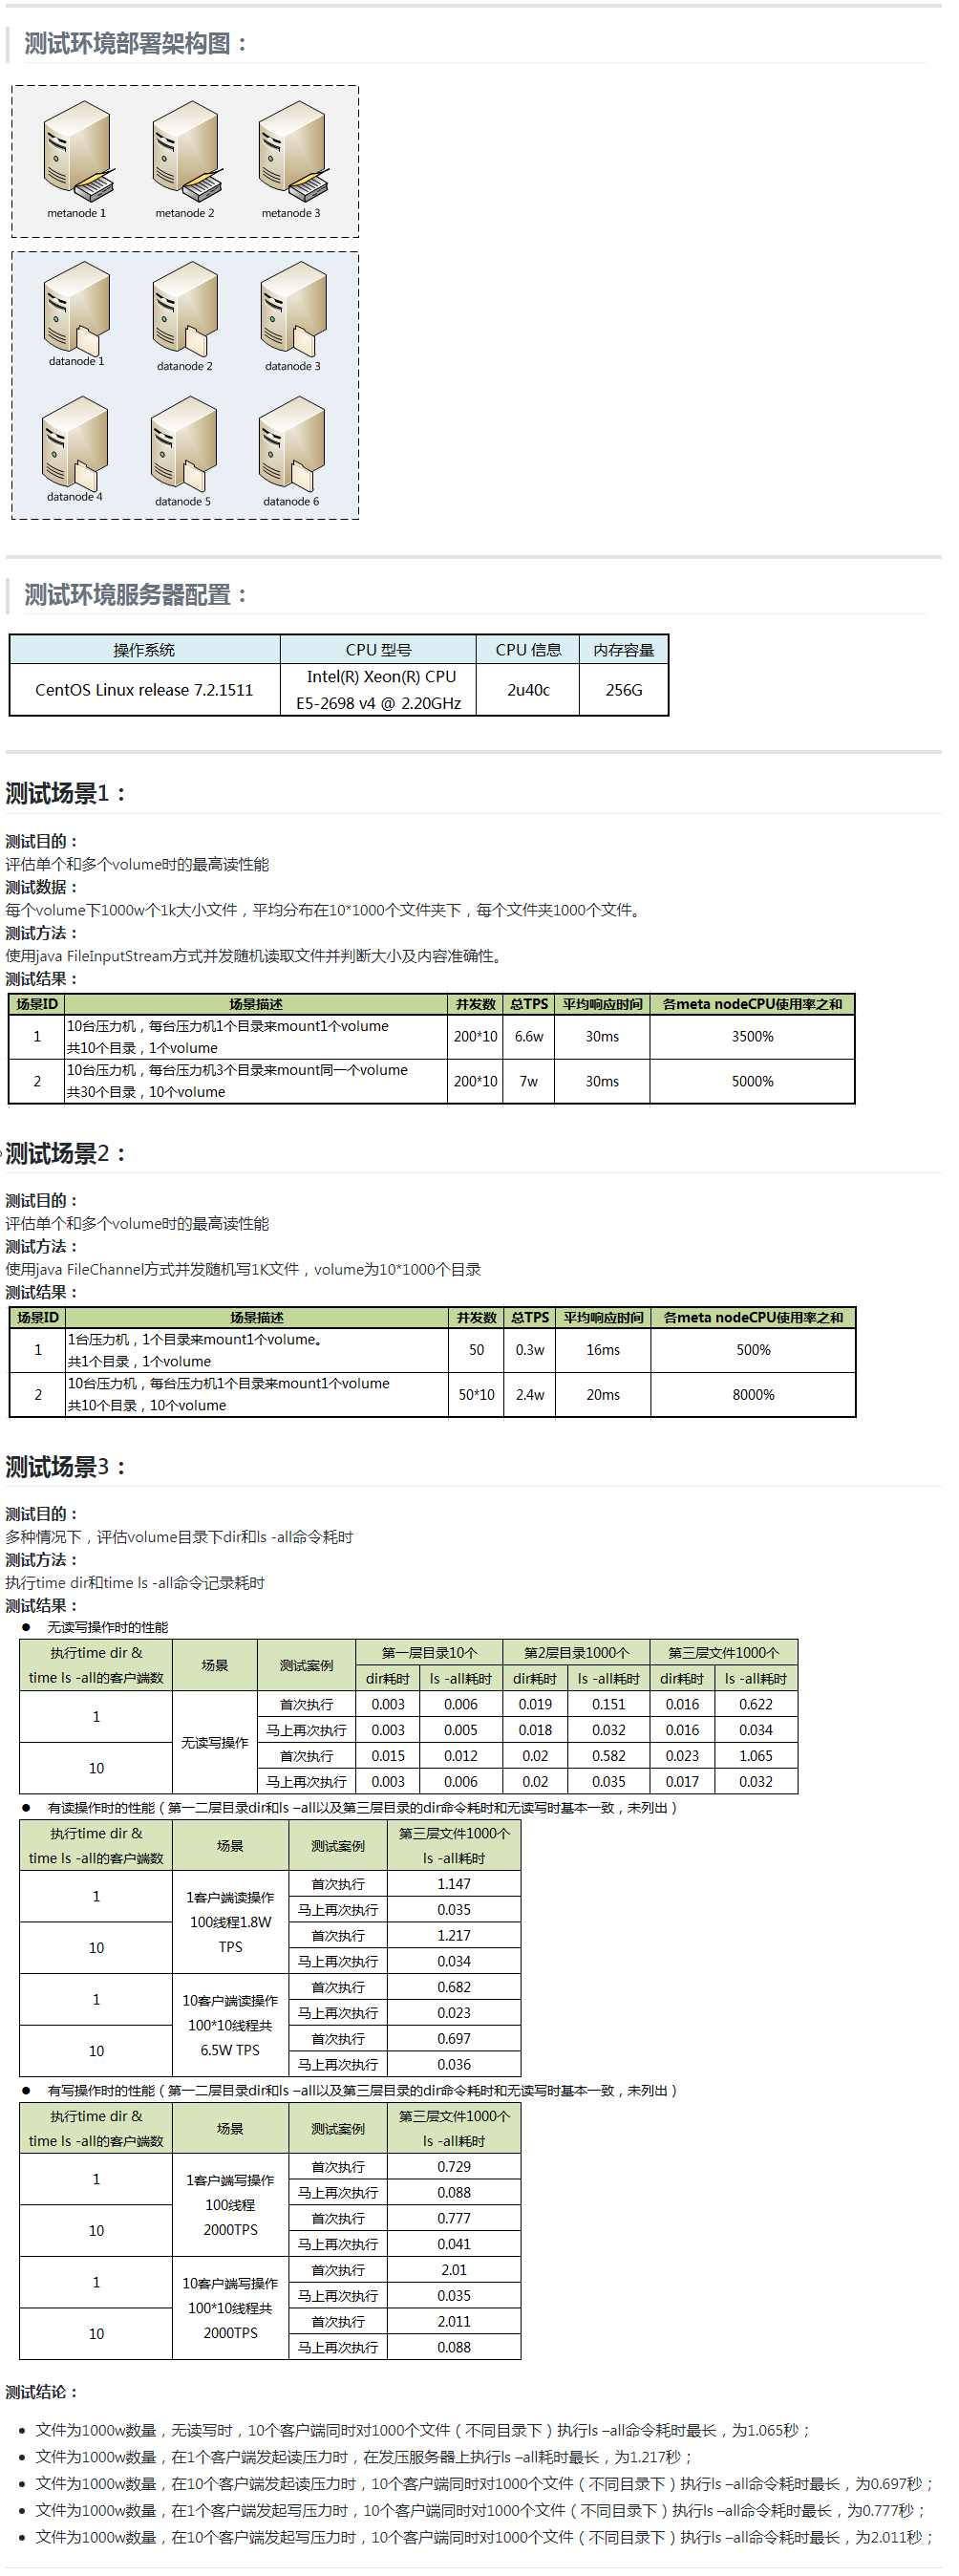 测试环境部署架构图：
metanode 1 metanode 2 metanode 3
datanode 1 datanode 2 datanode 3
datanode 4 datanode 5 datanode 6
测试环境服务器配置：
操作系统 CPU 型号 CPU 信息 内存容量
CentOS Linux release 7.2.1511 Intel(R) Xeon(R) CPU E5-2698 v4 @ 2.20GHz 2u40c 256G
测试场景1：
测试目的：
评估单个和多个volume时的最高读性能
测试数据：
每个volume下1000w个1k大小文件，平均分布在10*1000个文件夹下，每个文件夹1000个文件。
测试方法：
使用java FileInputStream方式并发随机读取文件并判断大小及内容准确性。
测试结果：
场景ID 场景描述 并发数 总TPS 平均响应时间 各meta nodeCPU使用率之和
1 10台压力机，每台压力机1个目录来mount1个volume 共10个目录，1个volume 200*10 6.6w 30ms 3500%
2 10台压力机，每台压力机3个目录来mount同一个volume 共30个目录，10个volume 200*10 7w 30ms 5000%
测试场景2：
测试目的：
评估单个和多个volume时的最高读性能
测试方法：
使用java FileChannel方式并发随机写1K文件，volume为10*1000个目录
测试结果：
场景ID 场景描述 并发数 总TPS 平均响应时间 各meta nodeCPU使用率之和
1 1台压力机，1个目录来mount1个volume。 共1个目录，1个volume 50 0.3w 16ms 500%
2 10台压力机，每台压力机1个目录来mount1个volume 共10个目录，10个volume 50*10 2.4w 20ms 8000%
测试场景3：
测试目的：
多种情况下，评估volume目录下dir和ls -all命令耗时
测试方法：
执行time dir和time ls -all命令记录耗时
测试结果：
● 无读写操作时的性能
执行time dir & time ls -all的客户端数 场景 测试案例 第一层目录10个 第2层目录1000个 第三层文件1000个
dir耗时 ls -all耗时 dir耗时 ls -all耗时 dir耗时 ls -all耗时
1 无读写操作 首次执行 0.003 0.006 0.019 0.151 0.016 0.622
马上再次执行 0.003 0.005 0.018 0.032 0.016 0.034
10 首次执行 0.015 0.012 0.02 0.582 0.023 1.065
马上再次执行 0.003 0.006 0.02 0.035 0.017 0.032
● 有读操作时的性能（第一二层目录dir和ls –all以及第三层目录的dir命令耗时和无读写时基本一致，未列出）
执行time dir & time ls -all的客户端数 场景 测试案例 第三层文件1000个 ls -all耗时
1 1客户端读操作 100线程1.8W TPS 首次执行 1.147
马上再次执行 0.035
10 首次执行 1.217
马上再次执行 0.034
1 10客户端读操作 100*10线程共 6.5W TPS 首次执行 0.682
马上再次执行 0.023
10 首次执行 0.697
马上再次执行 0.036
● 有写操作时的性能（第一二层目录dir和ls –all以及第三层目录的dir命令耗时和无读写时基本一致，未列出）
执行time dir & time ls -all的客户端数 场景 测试案例 第三层文件1000个 ls -all耗时
1 1客户端写操作 100线程 2000TPS 首次执行 0.729
马上再次执行 0.088
10 首次执行 0.777
马上再次执行 0.041
1 10客户端写操作 100*10线程共 2000TPS 首次执行 2.01
马上再次执行 0.035
10 首次执行 2.011
马上再次执行 0.088
测试结论：
• 文件为1000w数量，无读写时，10个客户端同时对1000个文件（不同目录下）执行ls –all命令耗时最长，为1.065秒；
• 文件为1000w数量，在1个客户端发起读压力时，在发压服务器上执行ls –all耗时最长，为1.217秒；
• 文件为1000w数量，在10个客户端发起读压力时，10个客户端同时对1000个文件（不同目录下）执行ls –all命令耗时最长，为0.697秒；
• 文件为1000w数量，在1个客户端发起写压力时，10个客户端同时对1000个文件（不同目录下）执行ls –all命令耗时最长，为0.777秒；
• 文件为1000w数量，在10个客户端发起写压力时，10个客户端同时对1000个文件（不同目录下）执行ls –all命令耗时最长，为2.011秒；